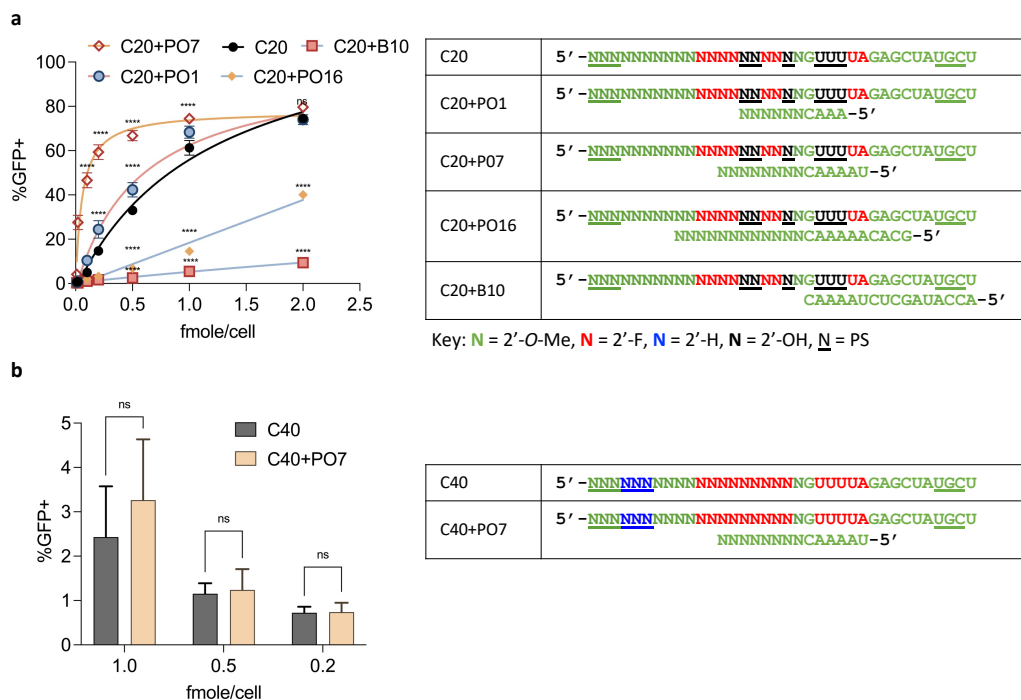 a
C20+PO7 C20 C20+B10
C20+PO1 C20+PO16
%GFP+
100
80
60
40
20
0
**** **** **** **** ns
**** **** ****
**** **** ****
**** **** ****
0.0 0.5 1.0 1.5 2.0 2.5
fmole/cell
C20 5’-NNNNNNNNNNNNNNNNNNNNGUUUUAGAGCUAUGCU
C20+PO1 5’-NNNNNNNNNNNNNNNNNNNNGUUUUAGAGCUAUGCU
NNNNNNCAAA-5’
C20+P07 5’-NNNNNNNNNNNNNNNNNNNNGUUUUAGAGCUAUGCU
NNNNNNNNCAAAAU-5’
C20+PO16 5’-NNNNNNNNNNNNNNNNNNNNGUUUUAGAGCUAUGCU
NNNNNNNNNNNNCAAAAACACG-5’
C20+B10 5’-NNNNNNNNNNNNNNNNNNNNGUUUUAGAGCUAUGCU
CAAAAUCUCGAUACCA-5’
Key: N = 2’-O-Me, N = 2’-F, N = 2’-H, N = 2’-OH, N = PS
b
C40
C40+PO7
%GFP+
5
4
3
2
1
0
ns ns ns
1.0 0.5 0.2
fmole/cell
C40 5’-NNNNNNNNNNNNNNNNNNNNGUUUUAGAGCUAUGCU
C40+PO7 5’-NNNNNNNNNNNNNNNNNNNNGUUUUAGAGCUAUGCU
NNNNNNNNCAAAAU-5’